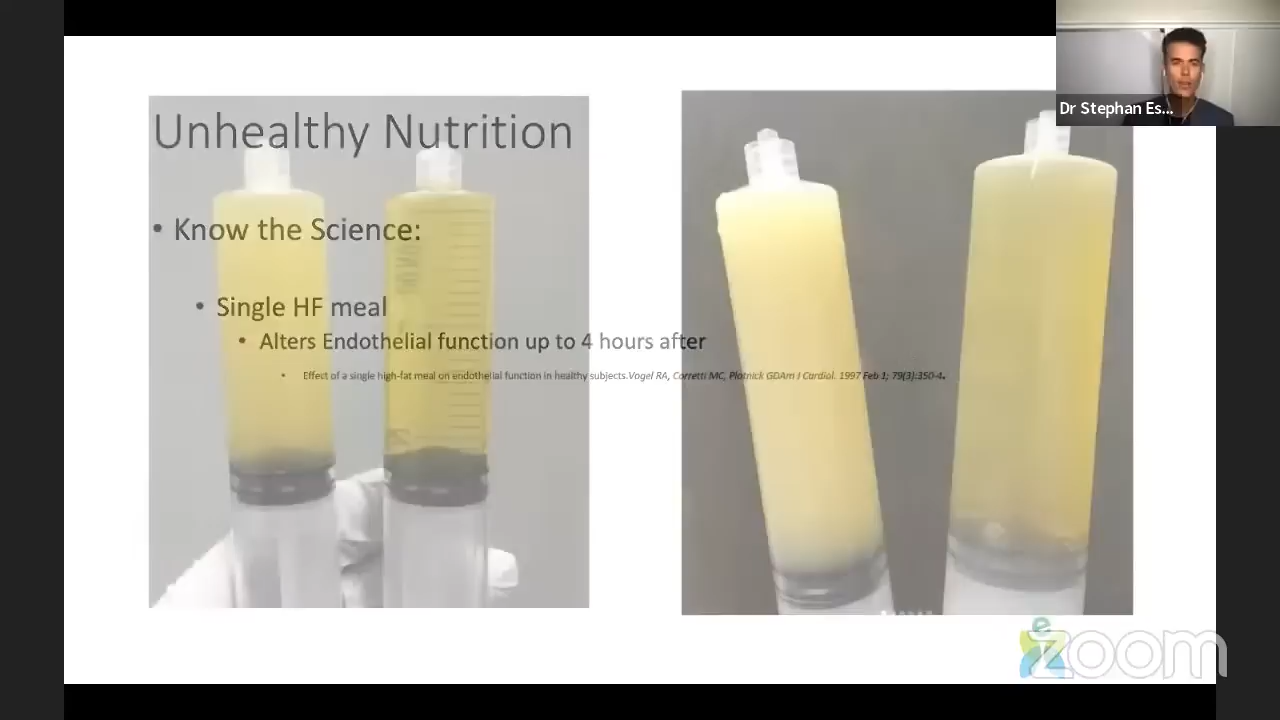 Unhealthy Nutrition
Dr Stephan Es...
• Know the Science:
• Single HF meal
• Alters Endothelial function up to 4 hours after
• Effect of a single high-fat meal on endothelial function in healthy subjects.Vogel RA, Corretti MC, Plotnick GDAm J Cardiol. 1997 Feb 1; 79(3):350-4.
zoom